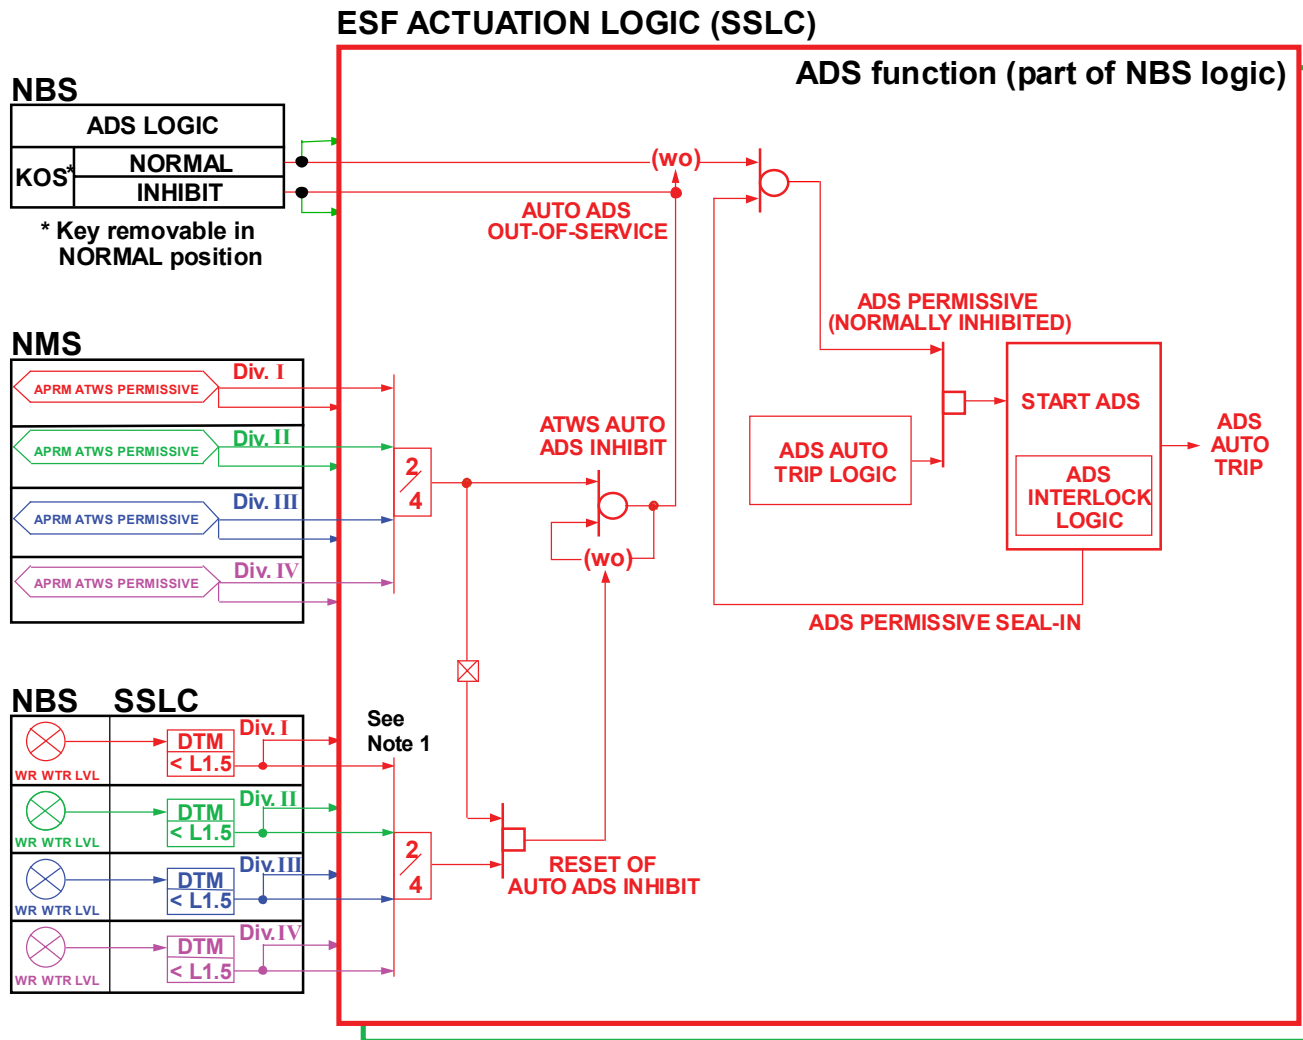 ESF ACTUATION LOGIC (SSLC)
ADS function (part of NBS logic)
NBS
ADS LOGIC
KOS*
NORMAL
INHIBIT
* Key removable in
NORMAL position
(wo)
AUTO ADS
OUT-OF-SERVICE
ADS PERMISSIVE
(NORMALLY INHIBITED)
NMS
APRM ATWS PERMISSIVE
Div. I
APRM ATWS PERMISSIVE
Div. II
APRM ATWS PERMISSIVE
Div. III
APRM ATWS PERMISSIVE
Div. IV
2/4
ATWS AUTO
ADS INHIBIT
(wo)
ADS AUTO
TRIP LOGIC
START ADS
ADS
INTERLOCK
LOGIC
ADS
AUTO
TRIP
ADS PERMISSIVE SEAL-IN
NBS SSLC
WR WTR LVL
DTM
< L1.5
Div. I
WR WTR LVL
DTM
< L1.5
Div. II
WR WTR LVL
DTM
< L1.5
Div.III
WR WTR LVL
DTM
< L1.5
Div.IV
See
Note 1
2/4
RESET OF
AUTO ADS INHIBIT